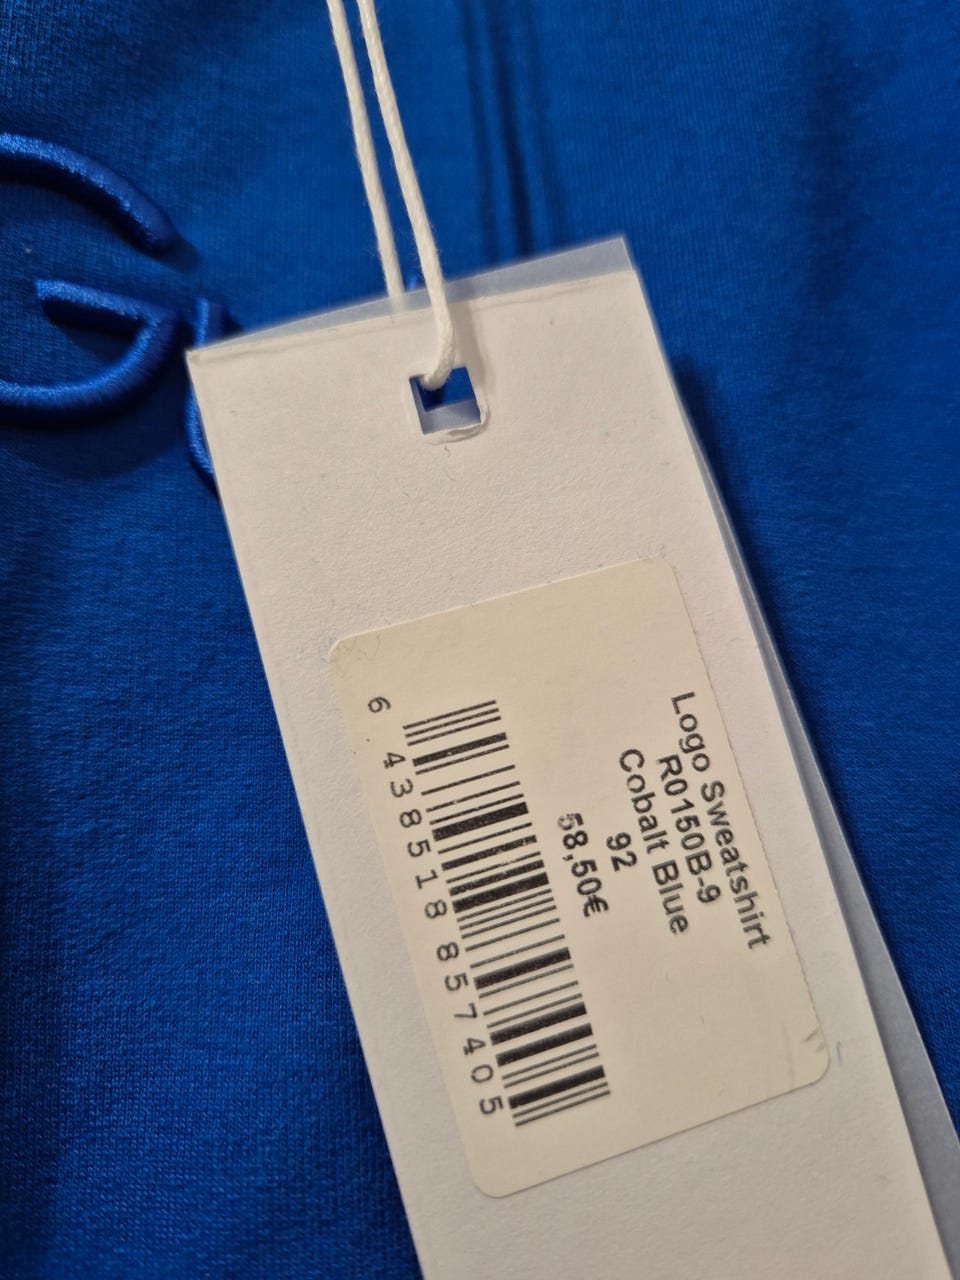 Logo Sweatshirt
R0150B-9
Cobalt Blue
92
58,50€
6 438518 857405